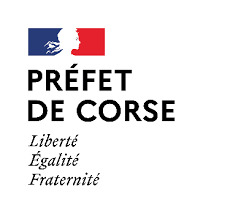 PRÉFET
DE CORSE
Liberté
Égalité
Fraternité